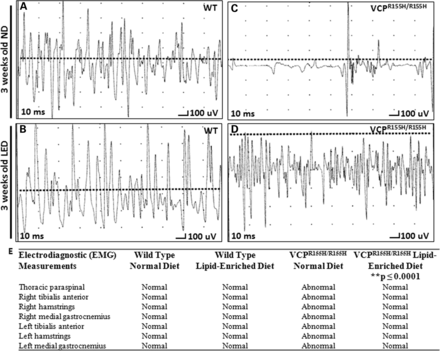 3 weeks old ND
A
WT
10 ms
100 uV
C
VCPR155H/R155H
10 ms
100 uV
3 weeks old LED
B
WT
10 ms
100 uV
D
VCPR155H/R155H
10 ms
100 uV
E
Electrodiagnostic (EMG) Wild Type Wild Type VCPR155H/R155H VCPR155H/R155H Lipid-
Measurements Normal Diet Lipid-Enriched Diet Normal Diet Enriched Diet
**p ≤ 0.0001
Thoracic paraspinal Normal Normal Abnormal Normal
Right tibialis anterior Normal Normal Abnormal Normal
Right hamstrings Normal Normal Abnormal Normal
Right medial gastrocnemius Normal Normal Abnormal Normal
Left tibialis anterior Normal Normal Abnormal Normal
Left hamstrings Normal Normal Abnormal Normal
Left medial gastrocnemius Normal Normal Abnormal Normal